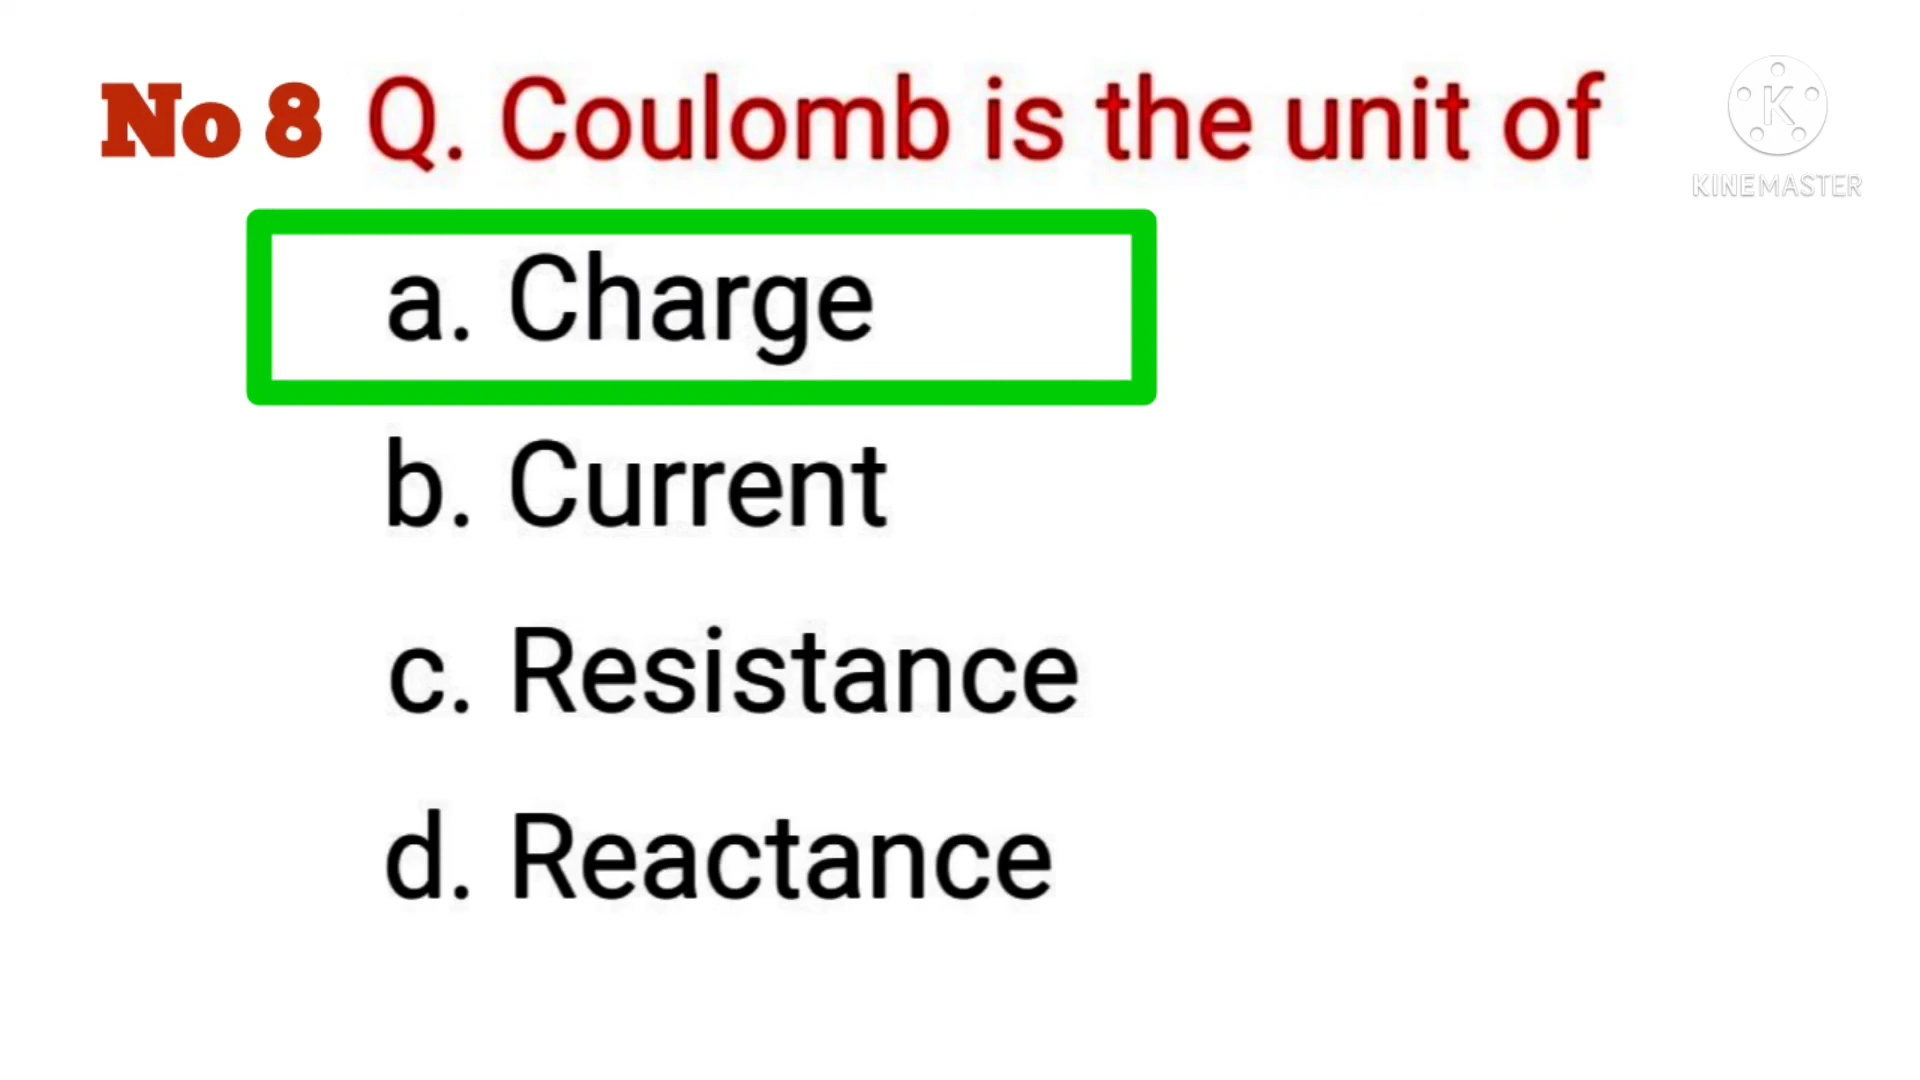 No 8 Q. Coulomb is the unit of
K
KINEMASTER
a. Charge
b. Current
c. Resistance
d. Reactance